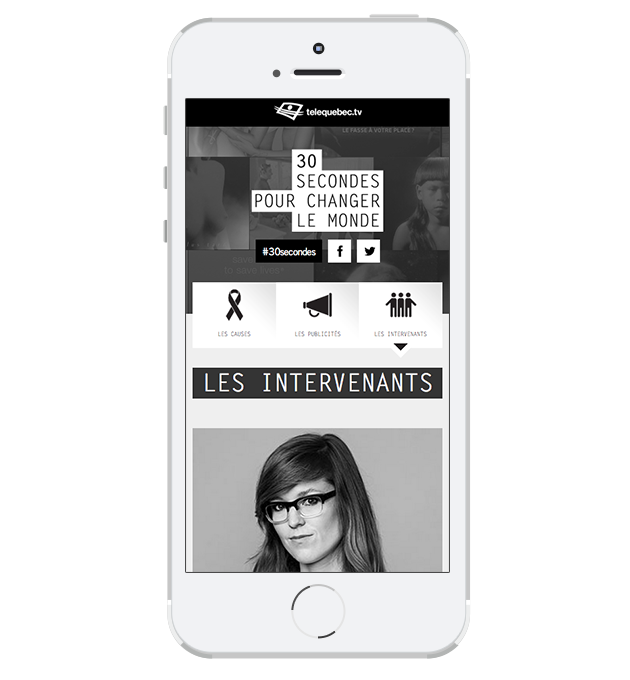 telequebec.tv
LE FASSE À VOTRE PLACE ?
30
SECONDES
POUR CHANGER
LE MONDE
#30secondes
LES CAUSES
LES PUBLICITÉS
LES INTERVENANTS
LES INTERVENANTS